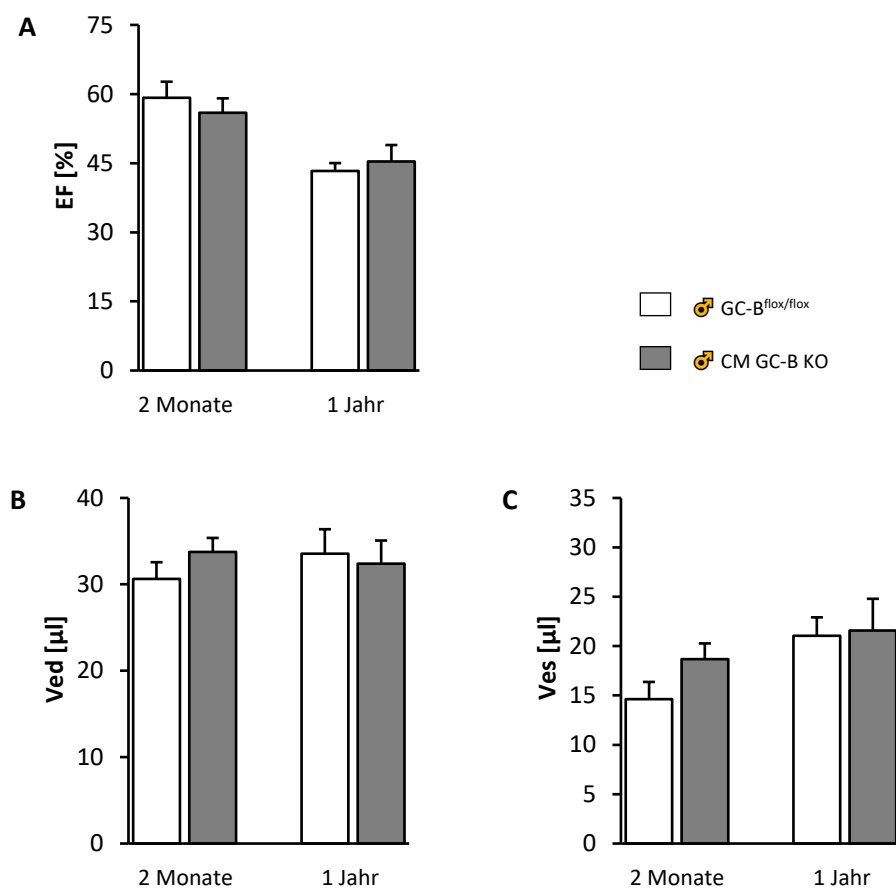 A
75
60
45
30
15
0
EF [%]
2 Monate
1 Jahr
♂ GC-Bflox/flox
♂ CM GC-B KO
B
40
30
20
10
0
Ved [µl]
2 Monate
1 Jahr
C
35
30
25
20
15
10
5
0
Ves [µl]
2 Monate
1 Jahr